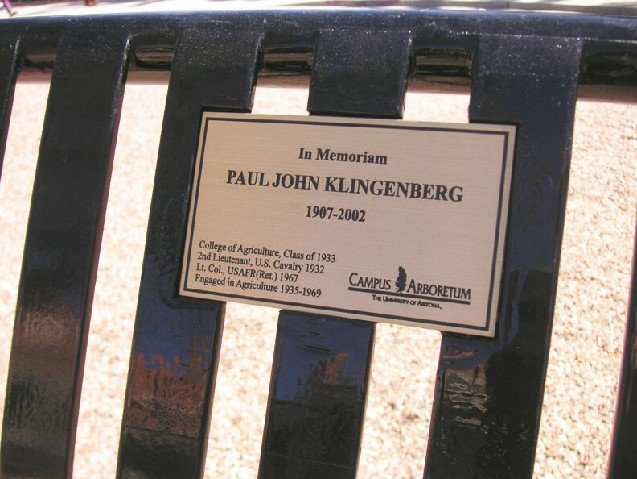 In Memoriam
PAUL JOHN KLINGENBERG
1907-2002
College of Agriculture, Class of 1933
2nd Lieutenant, U.S. Cavalry 1932
Lt. Col., USAFR(Ret.) 1967
Engaged in Agriculture 1935-1969
CAMPUS ARBORETUM
THE UNIVERSITY OF ARIZONA